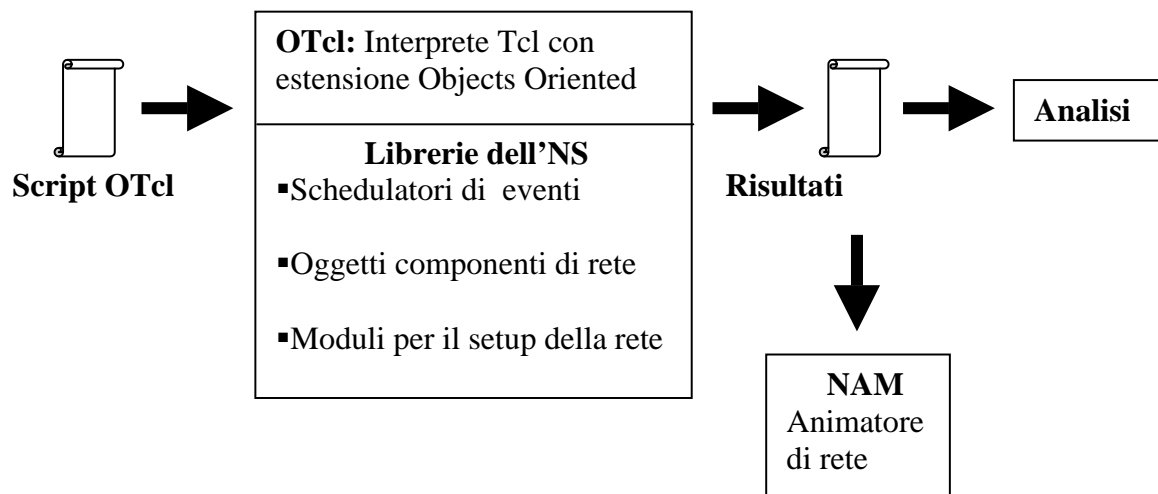 OTcl: Interprete Tcl con
estensione Objects Oriented
Librerie dell’NS
▪Schedulatori di eventi
▪Oggetti componenti di rete
▪Moduli per il setup della rete
Script OTcl
Risultati
Analisi
NAM
Animatore
di rete